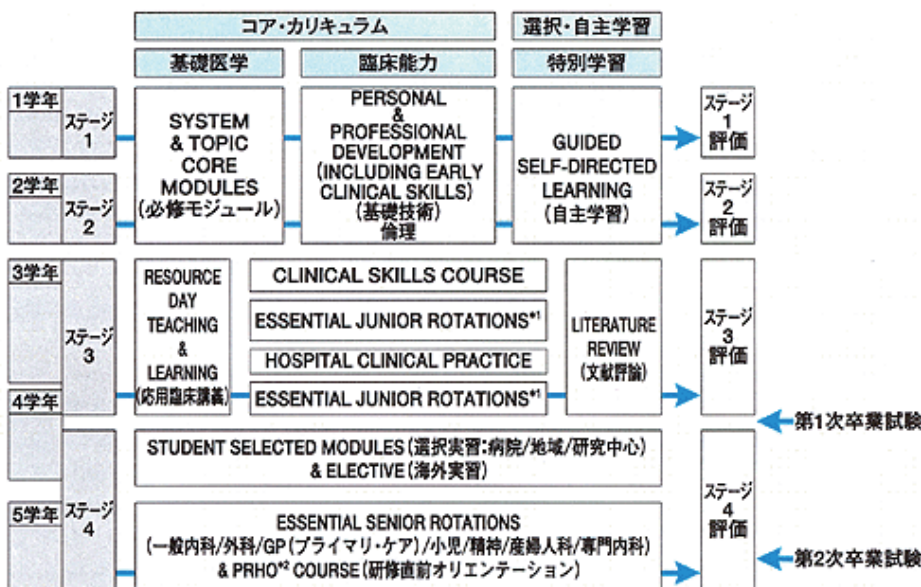 コア・カリキュラム
選択・自主学習
基礎医学
臨床能力
特別学習
1学年
ステージ
1
SYSTEM
& TOPIC
CORE
MODULES
(必修モジュール)
PERSONAL
&
PROFESSIONAL
DEVELOPMENT
(INCLUDING EARLY
CLINICAL SKILLS)
(基礎技術)
倫理
GUIDED
SELF-DIRECTED
LEARNING
(自主学習)
ステージ
1
評価
2学年
ステージ
2
ステージ
2
評価
3学年
ステージ
3
RESOURCE
DAY
TEACHING
&
LEARNING
(応用臨床講義)
CLINICAL SKILLS COURSE
ESSENTIAL JUNIOR ROTATIONS*1
HOSPITAL CLINICAL PRACTICE
ESSENTIAL JUNIOR ROTATIONS*1
LITERATURE
REVIEW
(文献評論)
ステージ
3
評価
4学年
第1次卒業試験
STUDENT SELECTED MODULES(選択実習:病院/地域/研究中心)
& ELECTIVE(海外実習)
5学年
ステージ
4
ESSENTIAL SENIOR ROTATIONS
(一般内科/外科/GP(プライマリ・ケア)/小児/精神/産婦人科/専門内科)
& PRHO*2 COURSE(研修直前オリエンテーション)
ステージ
4
評価
第2次卒業試験